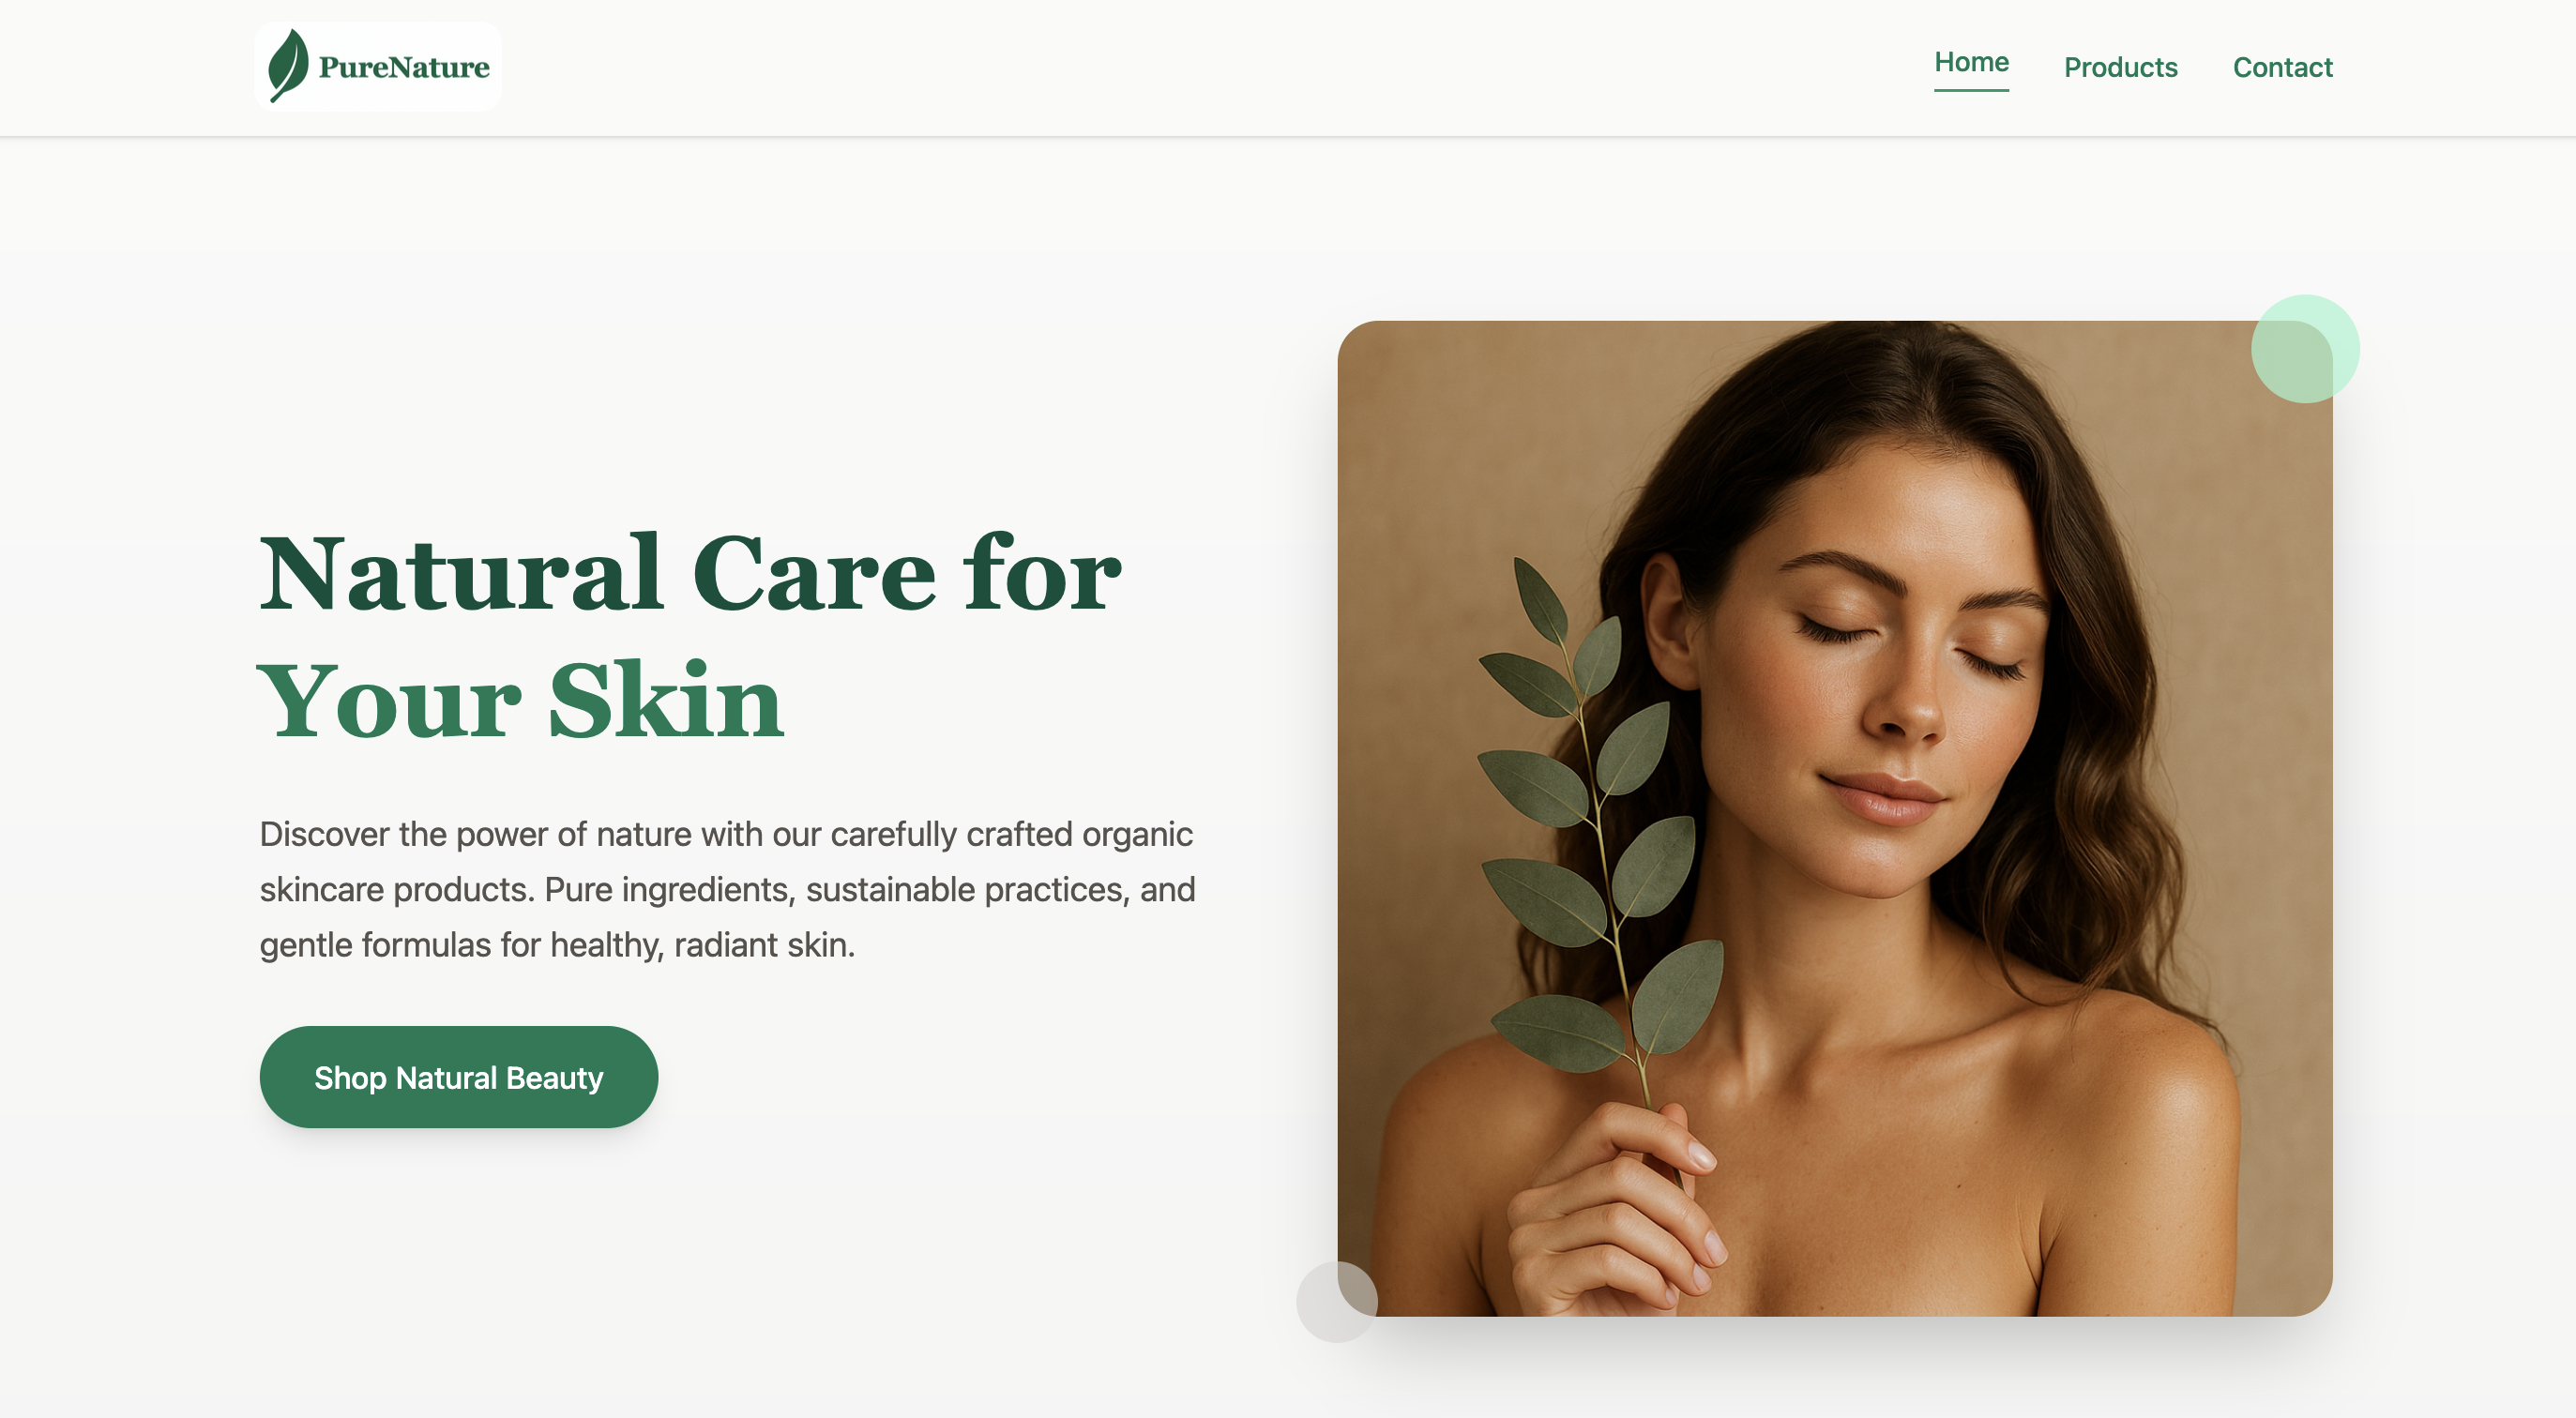 PureNature
Home
Products
Contact
Natural Care for
Your Skin
Discover the power of nature with our carefully crafted organic
skincare products. Pure ingredients, sustainable practices, and
gentle formulas for healthy, radiant skin.
Shop Natural Beauty